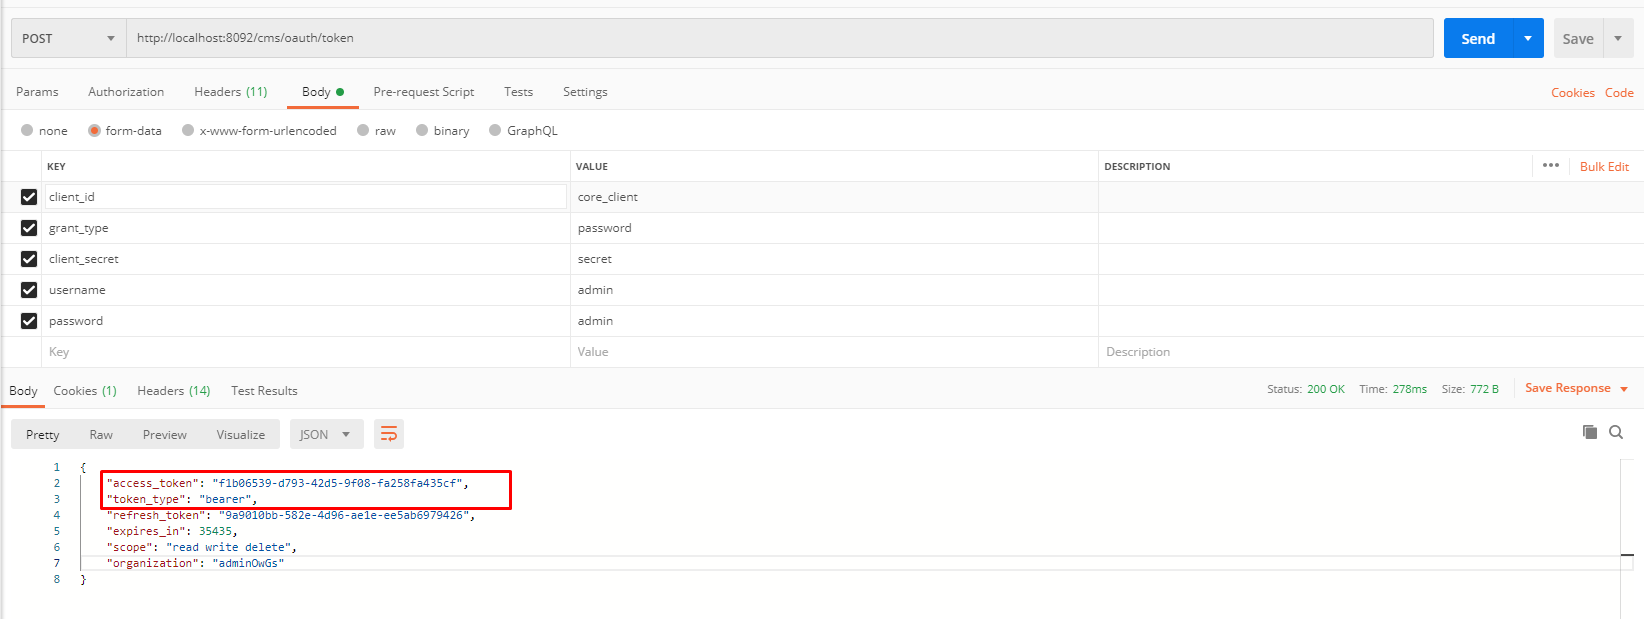 POST http://localhost:8092/cms/oauth/token Send Save
Params Authorization Headers (11) Body Pre-request Script Tests Settings Cookies Code
none form-data x-www-form-urlencoded raw binary GraphQL
KEY VALUE DESCRIPTION ••• Bulk Edit
client_id core_client
grant_type password
client_secret secret
username admin
password admin
Key Value Description
Body Cookies (1) Headers (14) Test Results Status: 200 OK Time: 278ms Size: 772 B Save Response
Pretty Raw Preview Visualize JSON
1 {
2 "access_token": "f1b06539-d793-42d5-9f08-fa258fa435cf",
3 "token_type": "bearer",
4 "refresh_token": "9a9010bb-582e-4d96-ae1e-ee5ab6979426",
5 "expires_in": 35435,
6 "scope": "read write delete",
7 "organization": "adminOwGs"
8 }